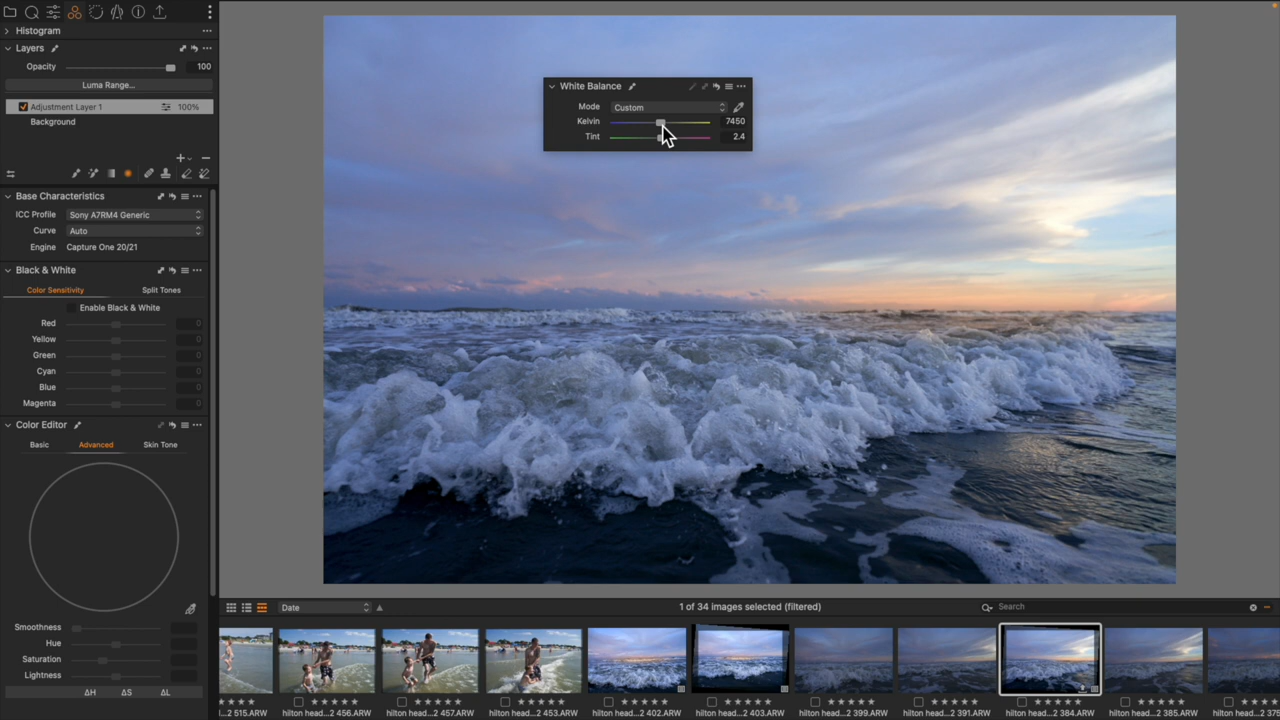 Histogram
Layers
Opacity 100
Luma Range...
Adjustment Layer 1 100%
Background
Base Characteristics
ICC Profile Sony A7RM4 Generic
Curve Auto
Engine Capture One 20/21
Black & White
Color Sensitivity Split Tones
Enable Black & White
Red 0
Yellow 0
Green 0
Cyan 0
Blue 0
Magenta 0
Color Editor
Basic Advanced Skin Tone
Smoothness
Hue
Saturation
Lightness
ΔH ΔS ΔL
White Balance
Mode Custom
Kelvin 7450
Tint 2.4
Date 1 of 34 images selected (filtered) Search
...2 515.ARW hilton head...2 456.ARW hilton head...2 457.ARW hilton head...2 453.ARW hilton head...2 402.ARW hilton head...2 403.ARW hilton head...2 399.ARW hilton head...2 391.ARW hilton head...2 384.ARW hilton head...2 385.ARW hilton head...2 37